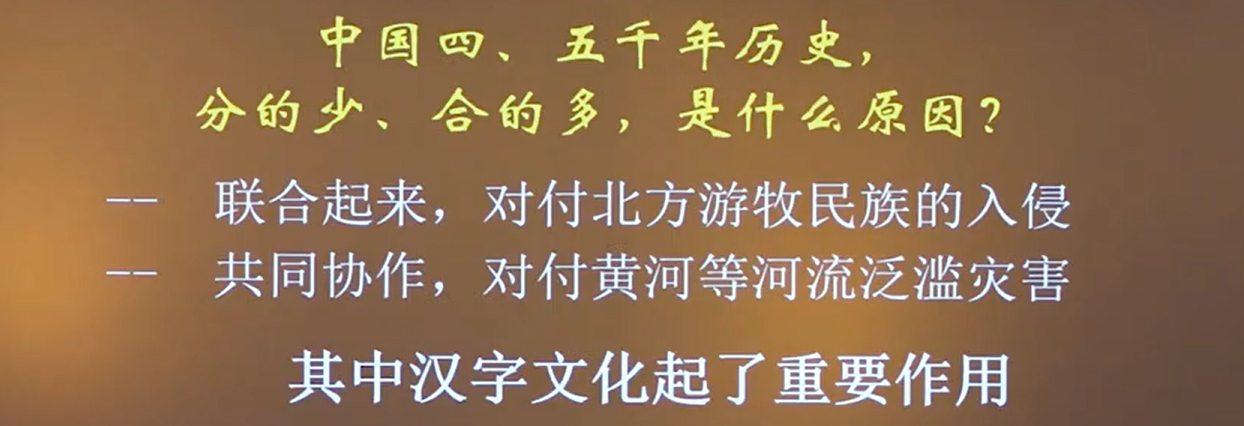 中国四、五千年历史，
分的少、合的多，是什么原因？
-- 联合起来，对付北方游牧民族的入侵
-- 共同协作，对付黄河等河流泛滥灾害
其中汉字文化起了重要作用